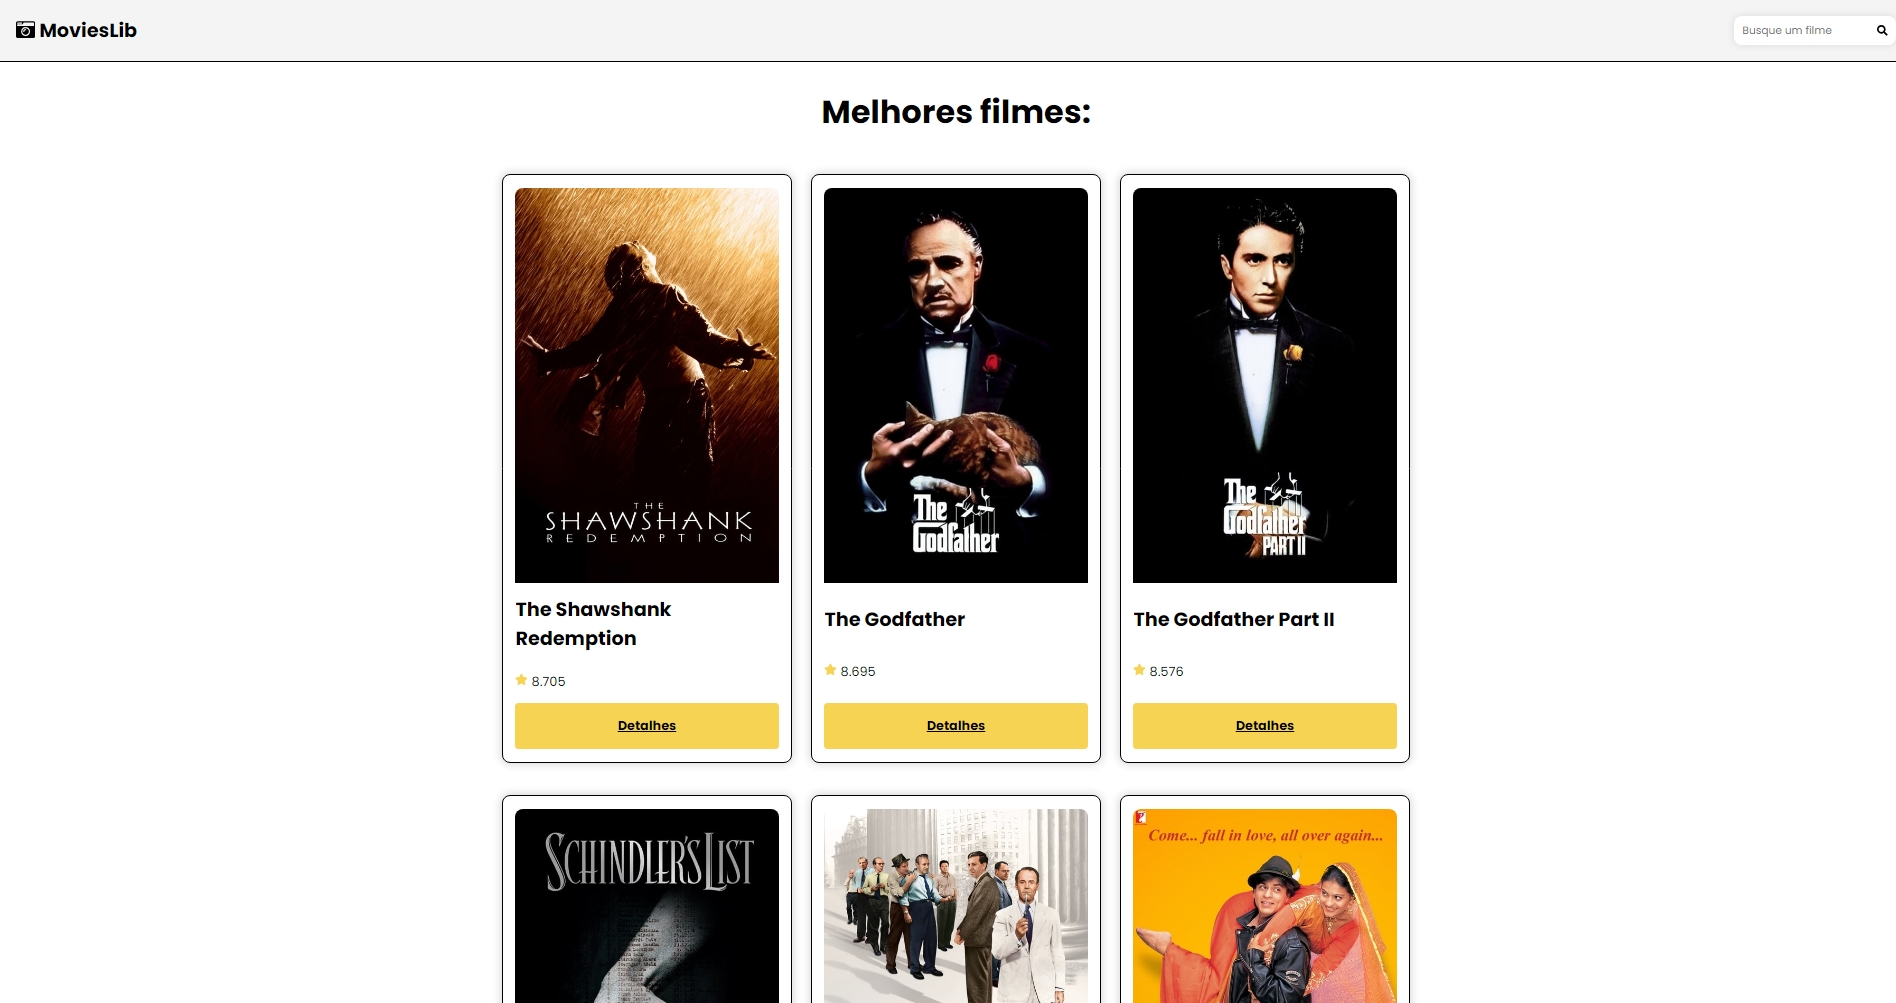 MoviesLib
Busque um filme
Melhores filmes:
THE
SHAWSHANK
REDEMPTION
The
Godfather
The
Godfather
PART II
The Shawshank
Redemption
The Godfather
The Godfather Part II
8.705
8.695
8.576
Detalhes
Detalhes
Detalhes
SCHINDLER'S LIST
Come... fall in love, all over again...